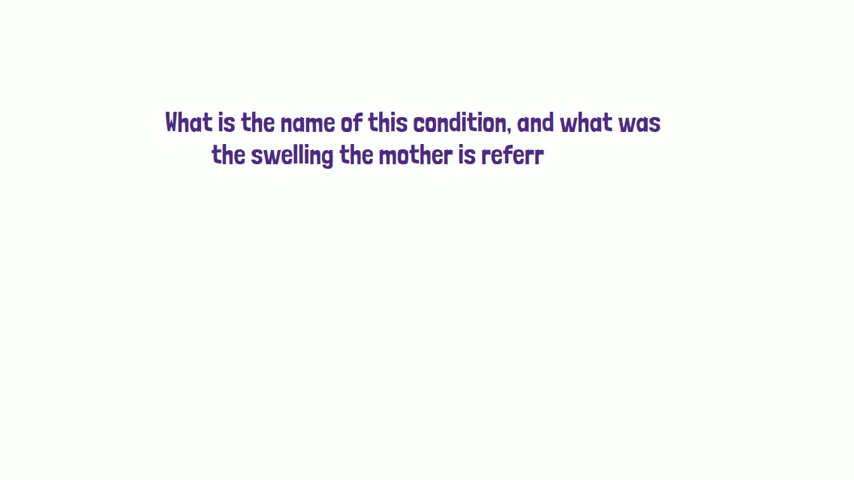 What is the name of this condition, and what was
the swelling the mother is referr